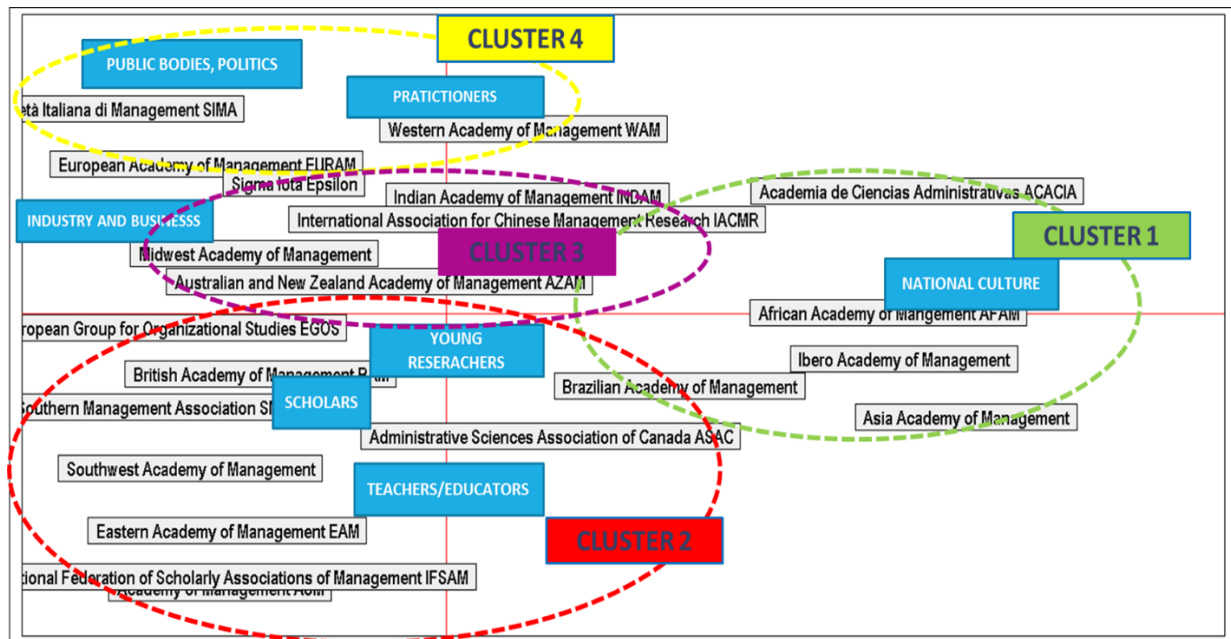 CLUSTER 4
PUBLIC BODIES, POLITICS
PRATICTIONERS
età Italiana di Management SIMA
Western Academy of Management WAM
European Academy of Management EURAM
Sigma Iota Epsilon
Indian Academy of Management INDAM
Academia de Ciencias Administrativas ACACIA
INDUSTRY AND BUSINESSS
International Association for Chinese Management Research IACMR
CLUSTER 1
Midwest Academy of Management
CLUSTER 3
Australian and New Zealand Academy of Management AZAM
NATIONAL CULTURE
African Academy of Mangement AFAM
ropean Group for Organizational Studies EGOS
YOUNG
RESERACHERS
Ibero Academy of Management
British Academy of Management
Brazilian Academy of Management
SCHOLARS
Southern Management Association
Asia Academy of Management
Administrative Sciences Association of Canada ASAC
Southwest Academy of Management
TEACHERS/EDUCATORS
Eastern Academy of Management EAM
CLUSTER 2
tional Federation of Scholarly Associations of Management IFSAM
Academy of Management AOM